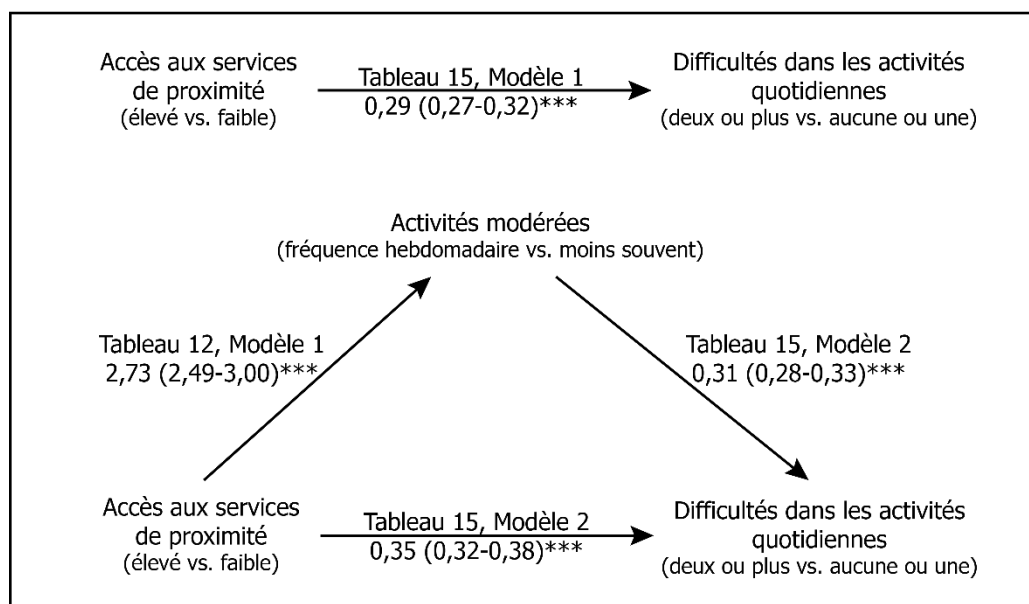 Accès aux services
de proximité
(élevé vs. faible)
Tableau 15, Modèle 1
0,29 (0,27-0,32)***
Difficultés dans les activités
quotidiennes
(deux ou plus vs. aucune ou une)
Activités modérées
(fréquence hebdomadaire vs. moins souvent)
Tableau 12, Modèle 1
2,73 (2,49-3,00)***
Tableau 15, Modèle 2
0,31 (0,28-0,33)***
Accès aux services
de proximité
(élevé vs. faible)
Tableau 15, Modèle 2
0,35 (0,32-0,38)***
Difficultés dans les activités
quotidiennes
(deux ou plus vs. aucune ou une)